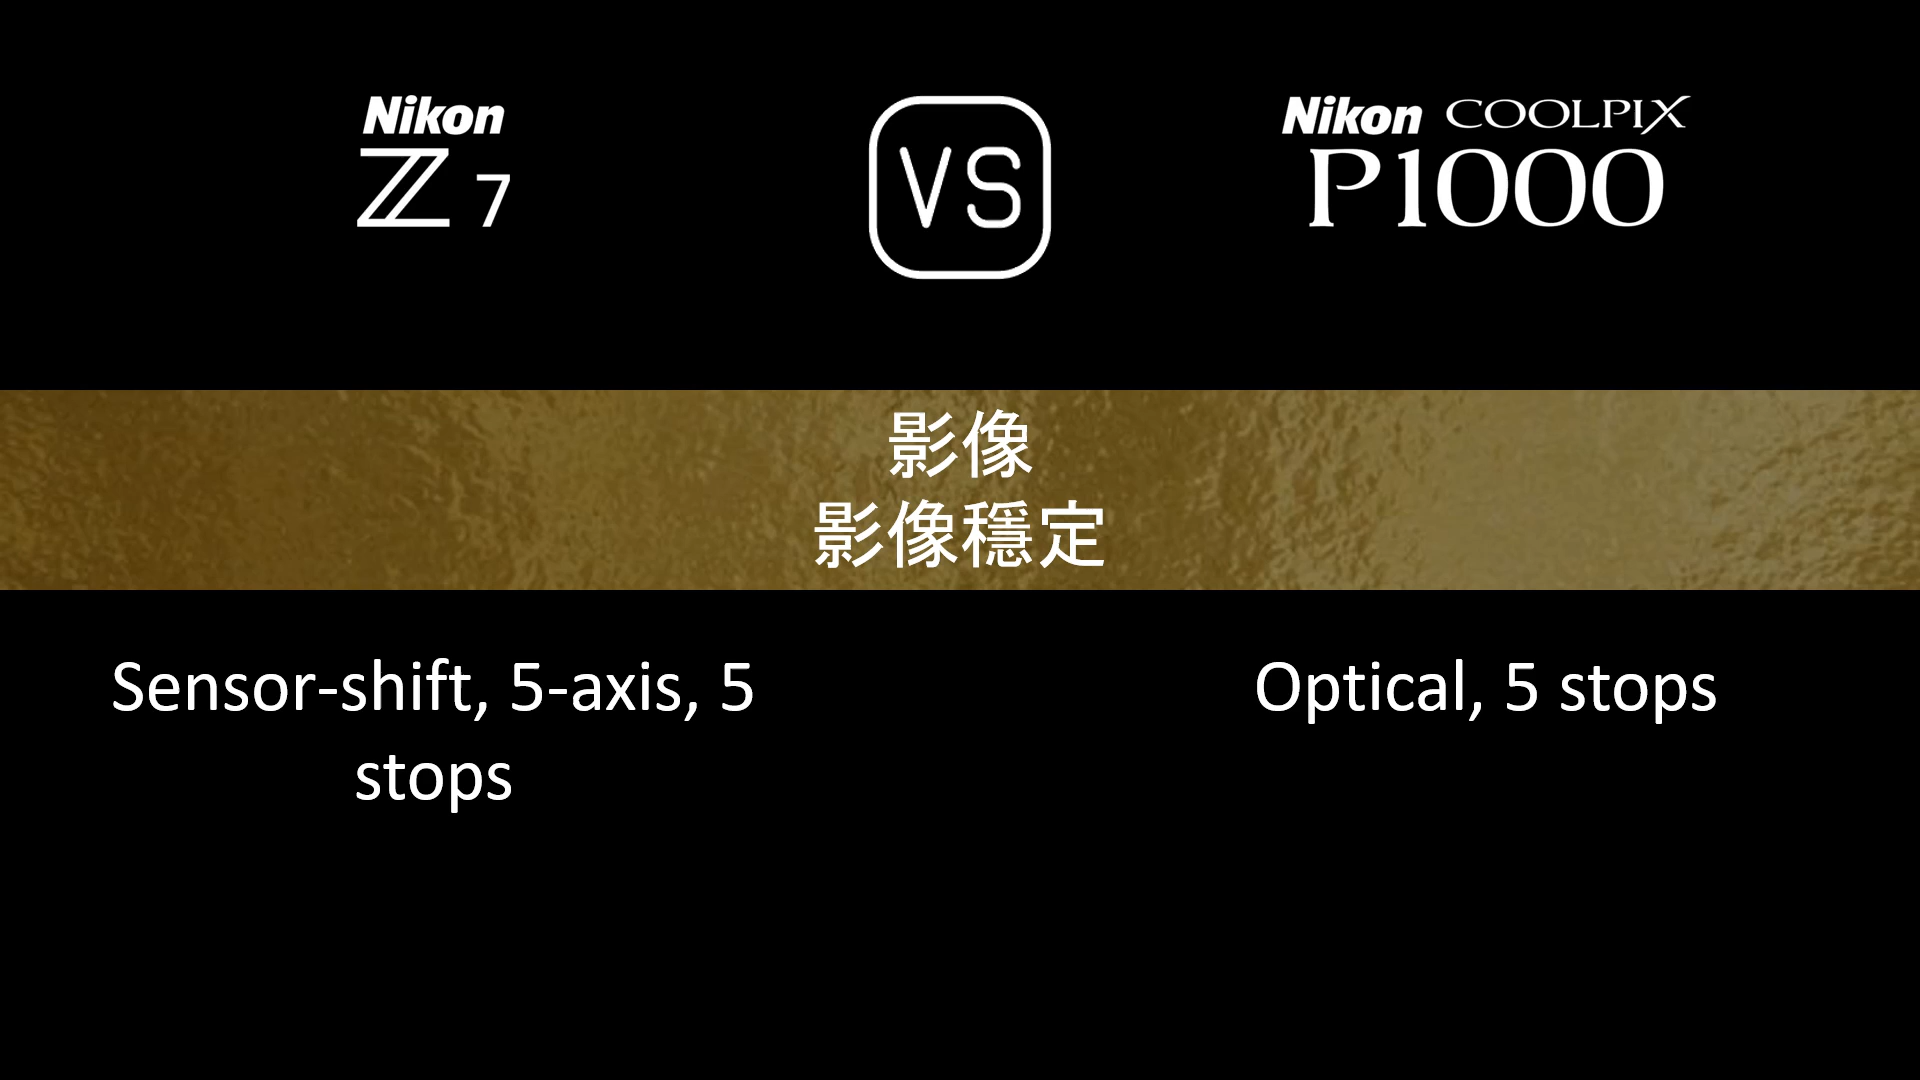 Nikon
Z 7
VS
Nikon COOLPIX
P1000
影像
影像穩定
Sensor-shift, 5-axis, 5
stops
Optical, 5 stops